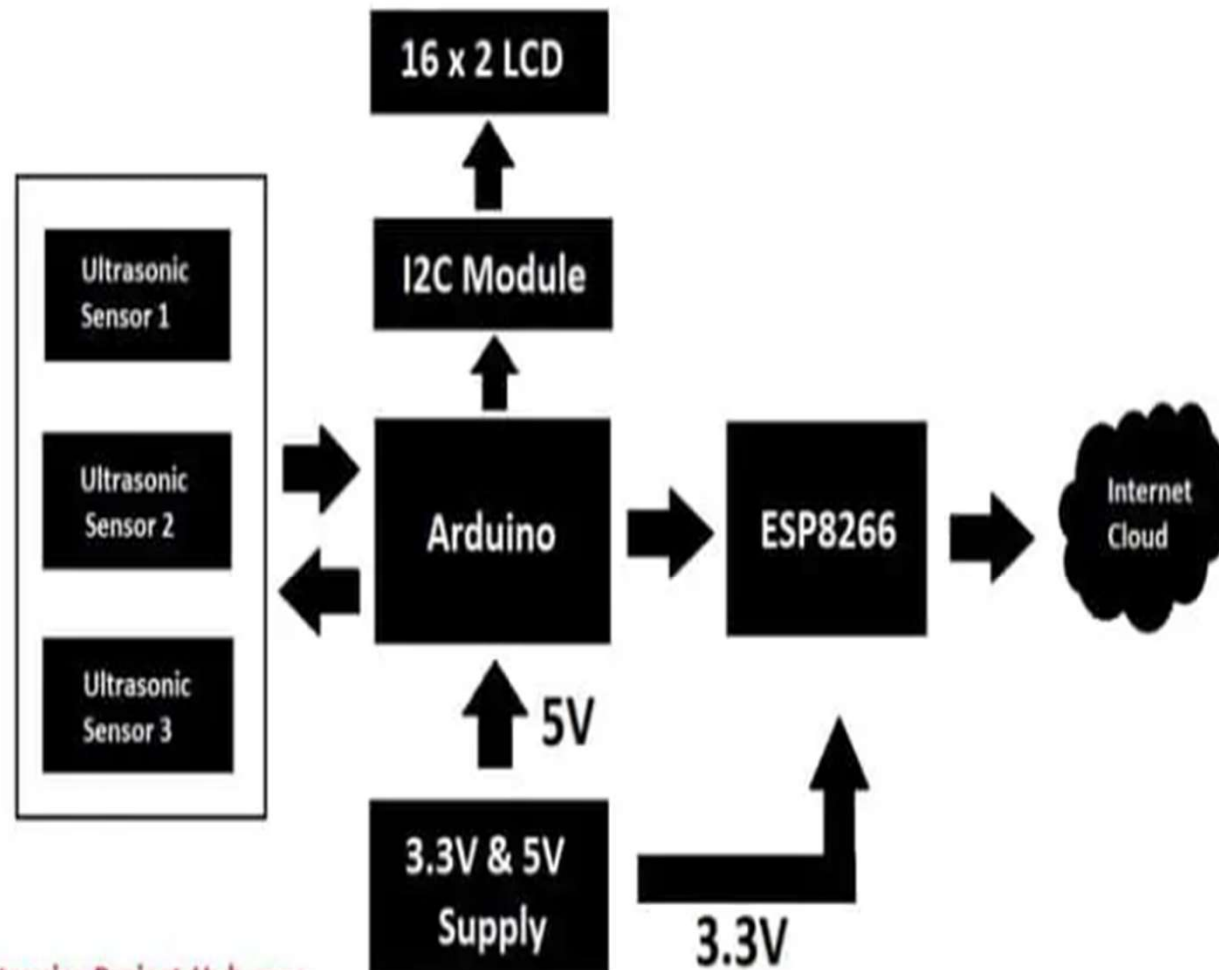 16 x 2 LCD
I2C Module
Ultrasonic
Sensor 1
Ultrasonic
Sensor 2
Ultrasonic
Sensor 3
Arduino
ESP8266
Internet
Cloud
5V
3.3V & 5V
Supply
3.3V